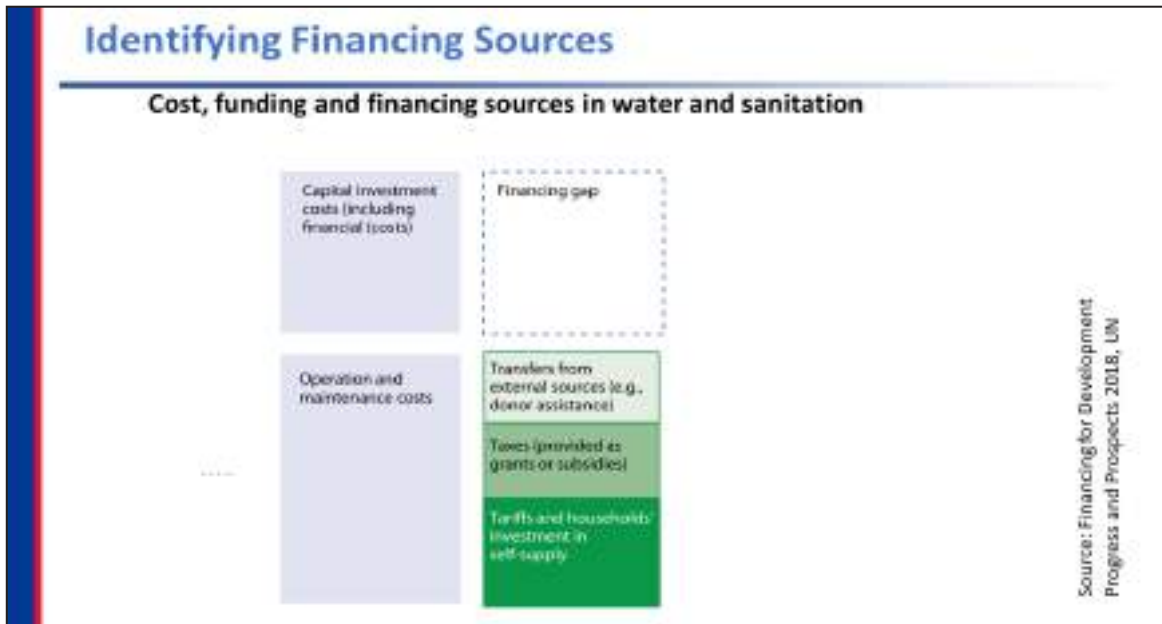 Identifying Financing Sources
Cost, funding and financing sources in water and sanitation
Capital investment
costs (including
financial (costs)
Financing gap
Operation and
maintenance costs
Transfers from
external sources (e.g.,
donor assistance)
Taxes (provided as
grants or subsidies)
Tariffs and households'
investment in
self-supply
Source: Financing for Development
Progress and Prospects 2018, UN